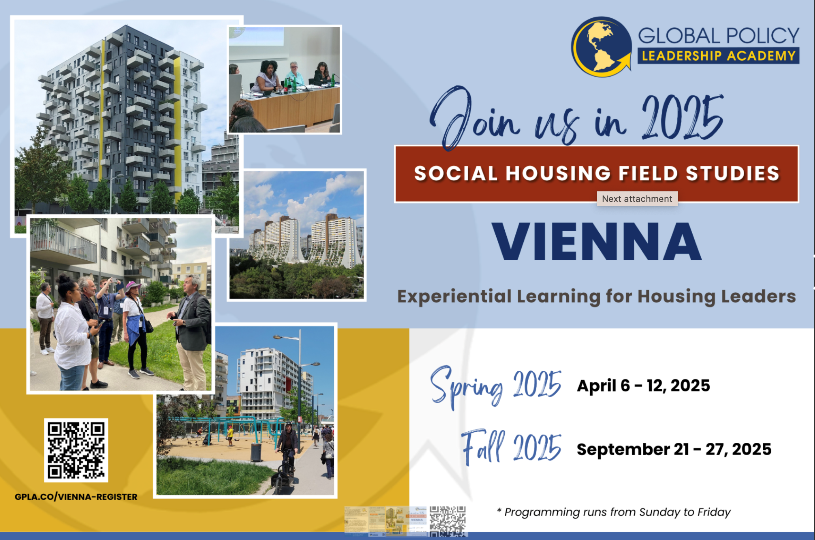 GLOBAL POLICY
LEADERSHIP ACADEMY
Join us in 2025
SOCIAL HOUSING FIELD STUDIES
Next attachment
VIENNA
Experiential Learning for Housing Leaders
Spring 2025 April 6 - 12, 2025
Fall 2025 September 21 - 27, 2025
GPLA.CO/VIENNA-REGISTER
* Programming runs from Sunday to Friday